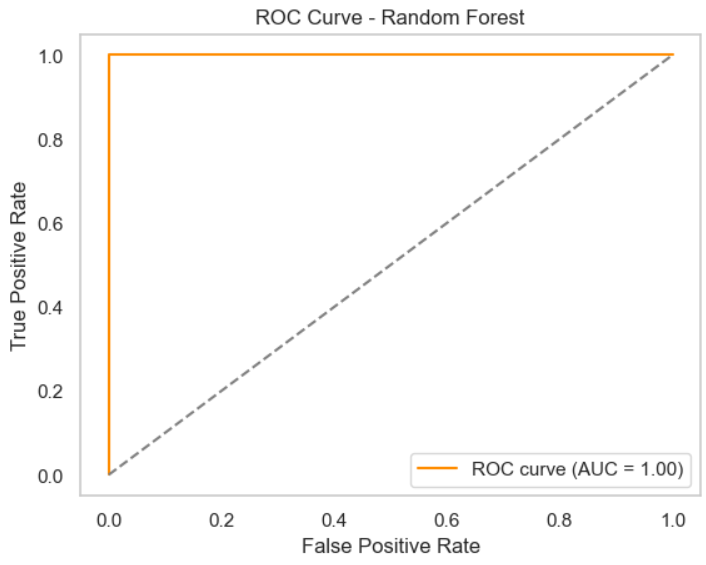 ROC Curve - Random Forest
True Positive Rate
1.0
0.8
0.6
0.4
0.2
0.0
ROC curve (AUC = 1.00)
0.0 0.2 0.4 0.6 0.8 1.0
False Positive Rate